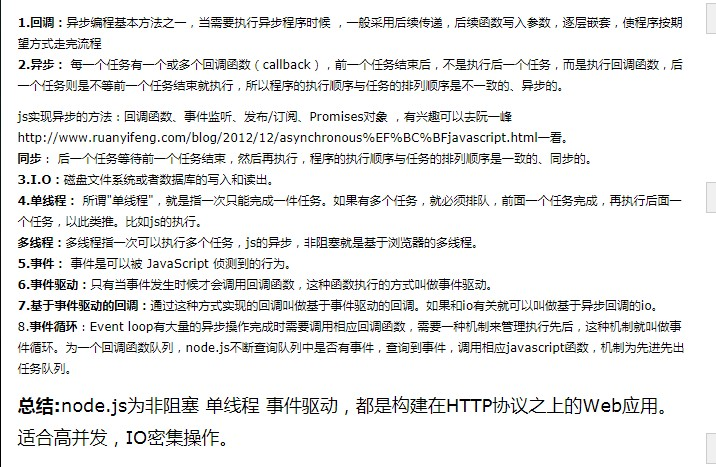 1.回调：异步编程基本方法之一，当需要执行异步程序时候 ，一般采用后续传递，后续函数写入参数，逐层嵌套，使程序按期
望方式走完流程
2.异步： 每一个任务有一个或多个回调函数（callback），前一个任务结束后，不是执行后一个任务，而是执行回调函数，后
一个任务则是不等前一个任务结束就执行，所以程序的执行顺序与任务的排列顺序是不一致的、异步的。
js实现异步的方法：回调函数、事件监听、发布/订阅、Promises对象 ，有兴趣可以去阮一峰
http://www.ruanyifeng.com/blog/2012/12/asynchronous%EF%BC%BFjavascript.html一看。
同步： 后一个任务等待前一个任务结束，然后再执行，程序的执行顺序与任务的排列顺序是一致的、同步的。
3.I.O：磁盘文件系统或者数据库的写入和读出。
4.单线程： 所谓"单线程"，就是指一次只能完成一件任务。如果有多个任务，就必须排队，前面一个任务完成，再执行后面一
个任务，以此类推。比如js的执行。
多线程：多线程指一次可以执行多个任务，js的异步，非阻塞就是基于浏览器的多线程。
5.事件： 事件是可以被 JavaScript 侦测到的行为。
6.事件驱动：只有当事件发生时候才会调用回调函数，这种函数执行的方式叫做事件驱动。
7.基于事件驱动的回调：通过这种方式实现的回调叫做基于事件驱动的回调。如果和io有关就可以叫做基于异步回调的io。
8.事件循环：Event loop有大量的异步操作完成时需要调用相应回调函数，需要一种机制来管理执行先后，这种机制就叫做事
件循环。为一个回调函数队列，node.js不断查询队列中是否有事件，查询到事件，调用相应javascript函数，机制为先进先出
任务队列。
总结:node.js为非阻塞 单线程 事件驱动，都是构建在HTTP协议之上的Web应用。
适合高并发，IO密集操作。